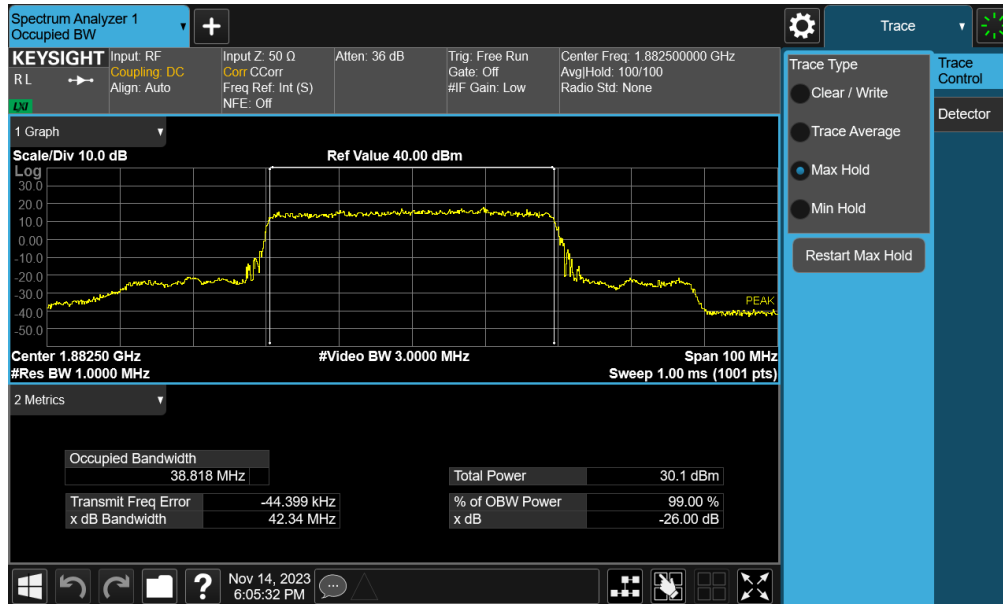 Spectrum Analyzer 1
Occupied BW
+
Trace
KEYSIGHT
R L
LXI
Input: RF
Coupling: DC
Align: Auto
Input Z: 50 Ω
Corr CCorr
Freq Ref: Int (S)
NFE: Off
Atten: 36 dB
Trig: Free Run
Gate: Off
#IF Gain: Low
Center Freq: 1.882500000 GHz
Avg|Hold: 100/100
Radio Std: None
Trace Type
Clear / Write
Trace Average
Max Hold
Min Hold
Restart Max Hold
Trace
Control
Detector
1 Graph
Scale/Div 10.0 dB
Ref Value 40.00 dBm
Log
30.0
20.0
10.0
0.00
-10.0
-20.0
-30.0
-40.0
-50.0
PEAK
Center 1.88250 GHz
#Video BW 3.0000 MHz
Span 100 MHz
#Res BW 1.0000 MHz
Sweep 1.00 ms (1001 pts)
2 Metrics
Occupied Bandwidth
38.818 MHz
Total Power 30.1 dBm
Transmit Freq Error -44.399 kHz
% of OBW Power 99.00 %
x dB Bandwidth 42.34 MHz
x dB -26.00 dB
?
Nov 14, 2023
6:05:32 PM